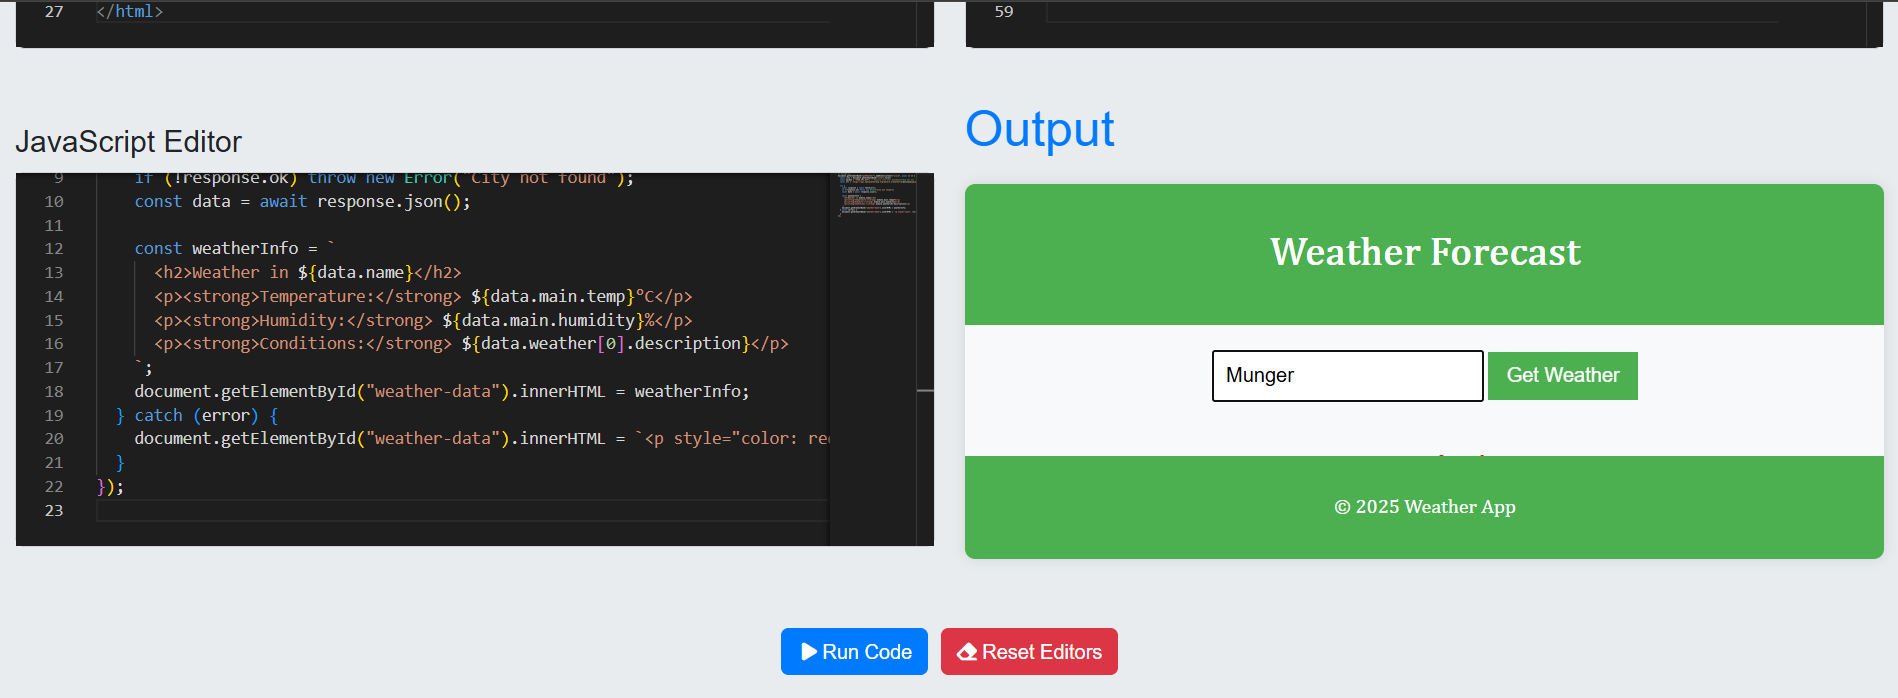 27 </html>
59
JavaScript Editor
9 if (!response.ok) throw new Error("City not found");
10 const data = await response.json();
11
12 const weatherInfo = `
13 <h2>Weather in ${data.name}</h2>
14 <p><strong>Temperature:</strong> ${data.main.temp}°C</p>
15 <p><strong>Humidity:</strong> ${data.main.humidity}%</p>
16 <p><strong>Conditions:</strong> ${data.weather[0].description}</p>
17 `;
18 document.getElementById("weather-data").innerHTML = weatherInfo;
19 } catch (error) {
20 document.getElementById("weather-data").innerHTML = `<p style="color: re
21 }
22 });
23
Output
Weather Forecast
Munger
Get Weather
© 2025 Weather App
Run Code
Reset Editors